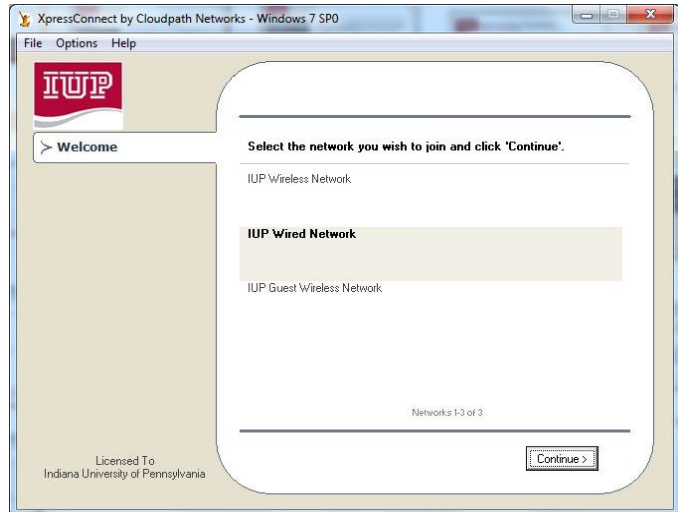 XpressConnect by Cloudpath Networks - Windows 7 SP0
File Options Help
IUP
> Welcome
Select the network you wish to join and click 'Continue'.
IUP Wireless Network
IUP Wired Network
IUP Guest Wireless Network
Networks 1-3 of 3
Licensed To
Indiana University of Pennsylvania
Continue >